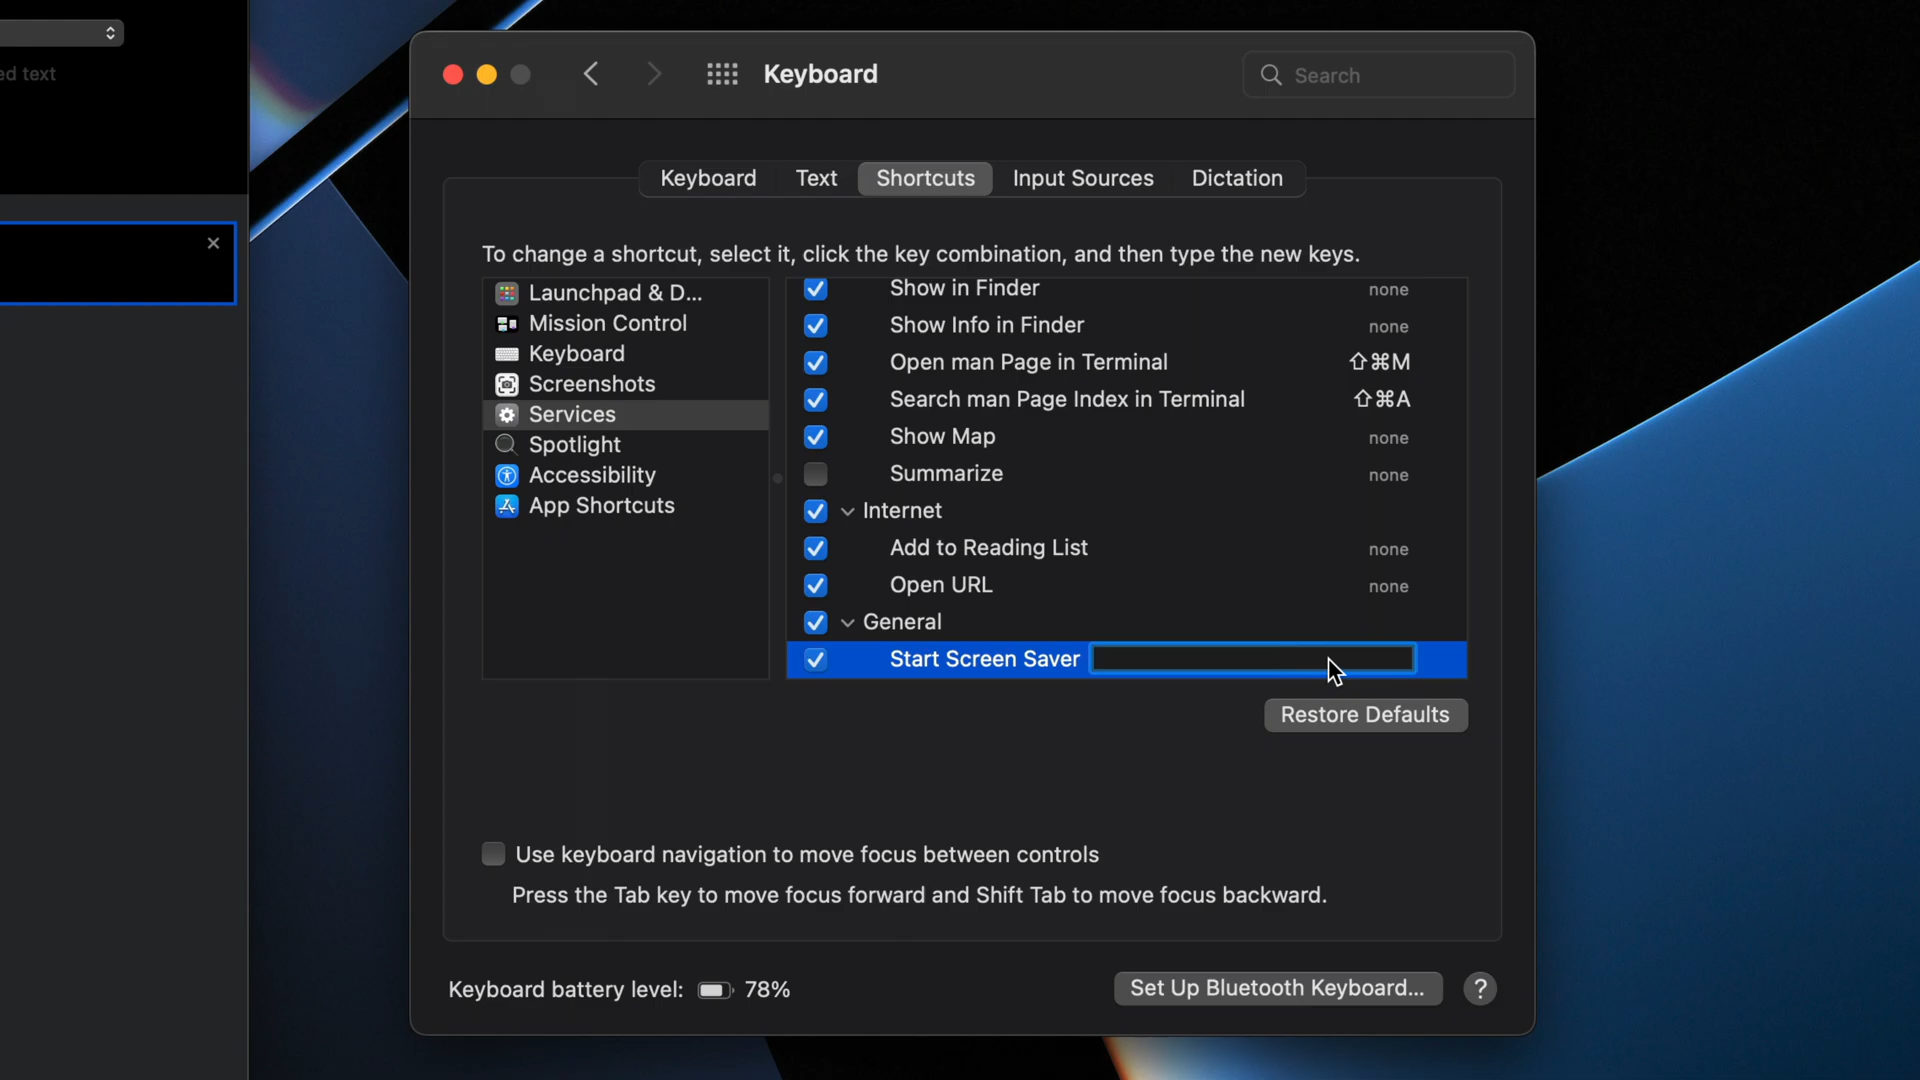 ed text
Keyboard
Search
Keyboard Text Shortcuts Input Sources Dictation
To change a shortcut, select it, click the key combination, and then type the new keys.
Launchpad & D...
Mission Control
Keyboard
Screenshots
Services
Spotlight
Accessibility
App Shortcuts
Show in Finder none
Show Info in Finder none
Open man Page in Terminal ⇧⌘M
Search man Page Index in Terminal ⇧⌘A
Show Map none
Summarize none
Internet
Add to Reading List none
Open URL none
General
Start Screen Saver
Restore Defaults
Use keyboard navigation to move focus between controls
Press the Tab key to move focus forward and Shift Tab to move focus backward.
Keyboard battery level: 78%
Set Up Bluetooth Keyboard... ?